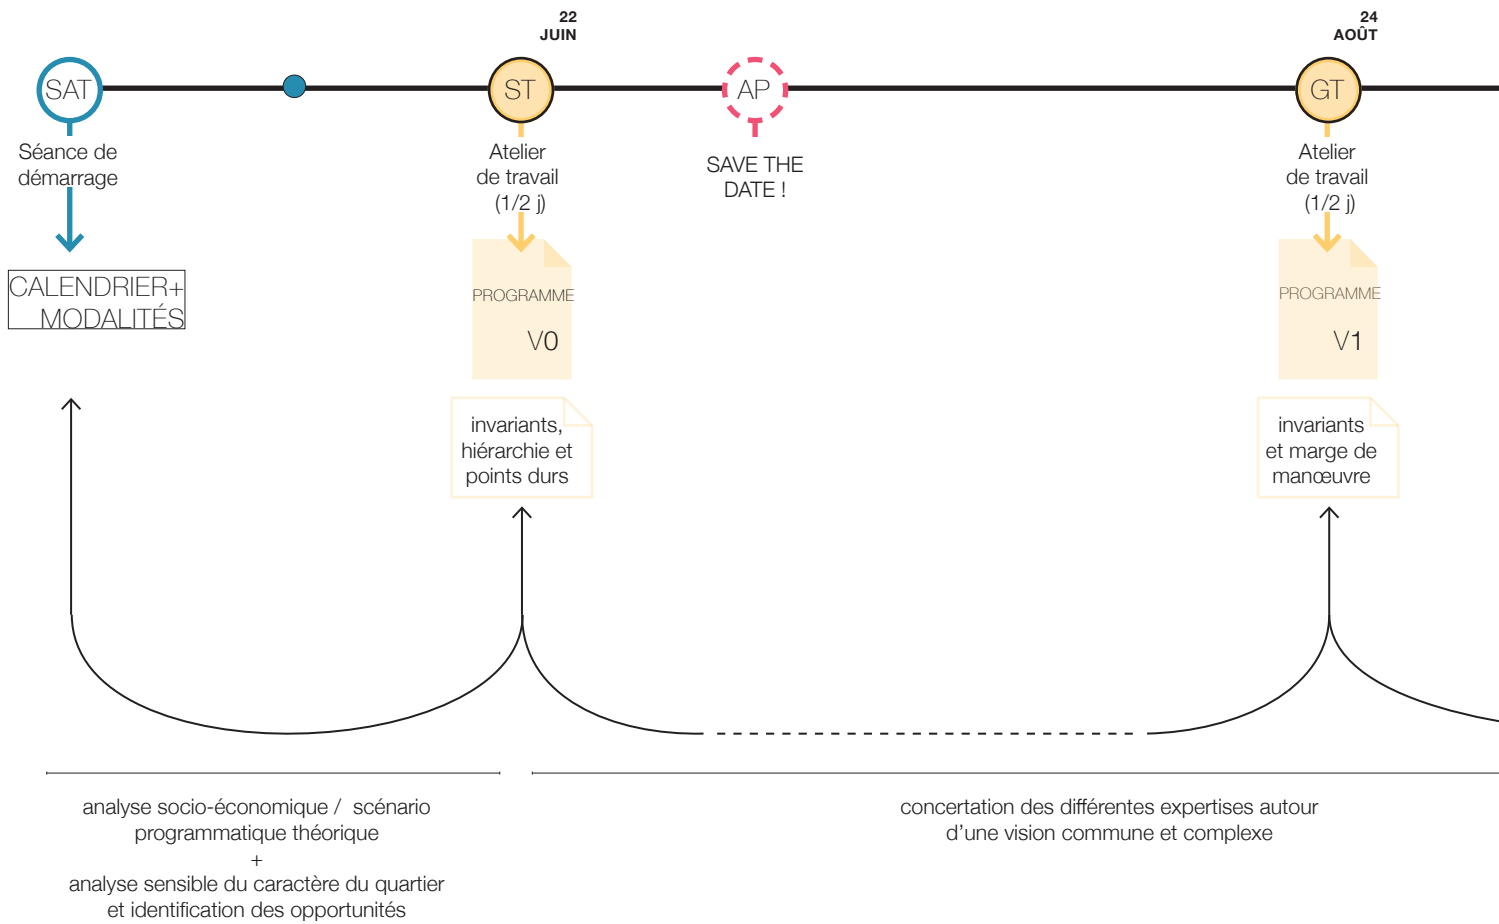 22
JUIN
24
AOÛT
SAT
ST
AP
GT
Séance de
démarrage
Atelier
de travail
(1/2 j)
SAVE THE
DATE !
Atelier
de travail
(1/2 j)
CALENDRIER+
MODALITÉS
PROGRAMME
V0
PROGRAMME
V1
invariants,
hiérarchie et
points durs
invariants
et marge de
manœuvre
analyse socio-économique / scénario
programmatique théorique
+
analyse sensible du caractère du quartier
et identification des opportunités
concertation des différentes expertises autour
d’une vision commune et complexe